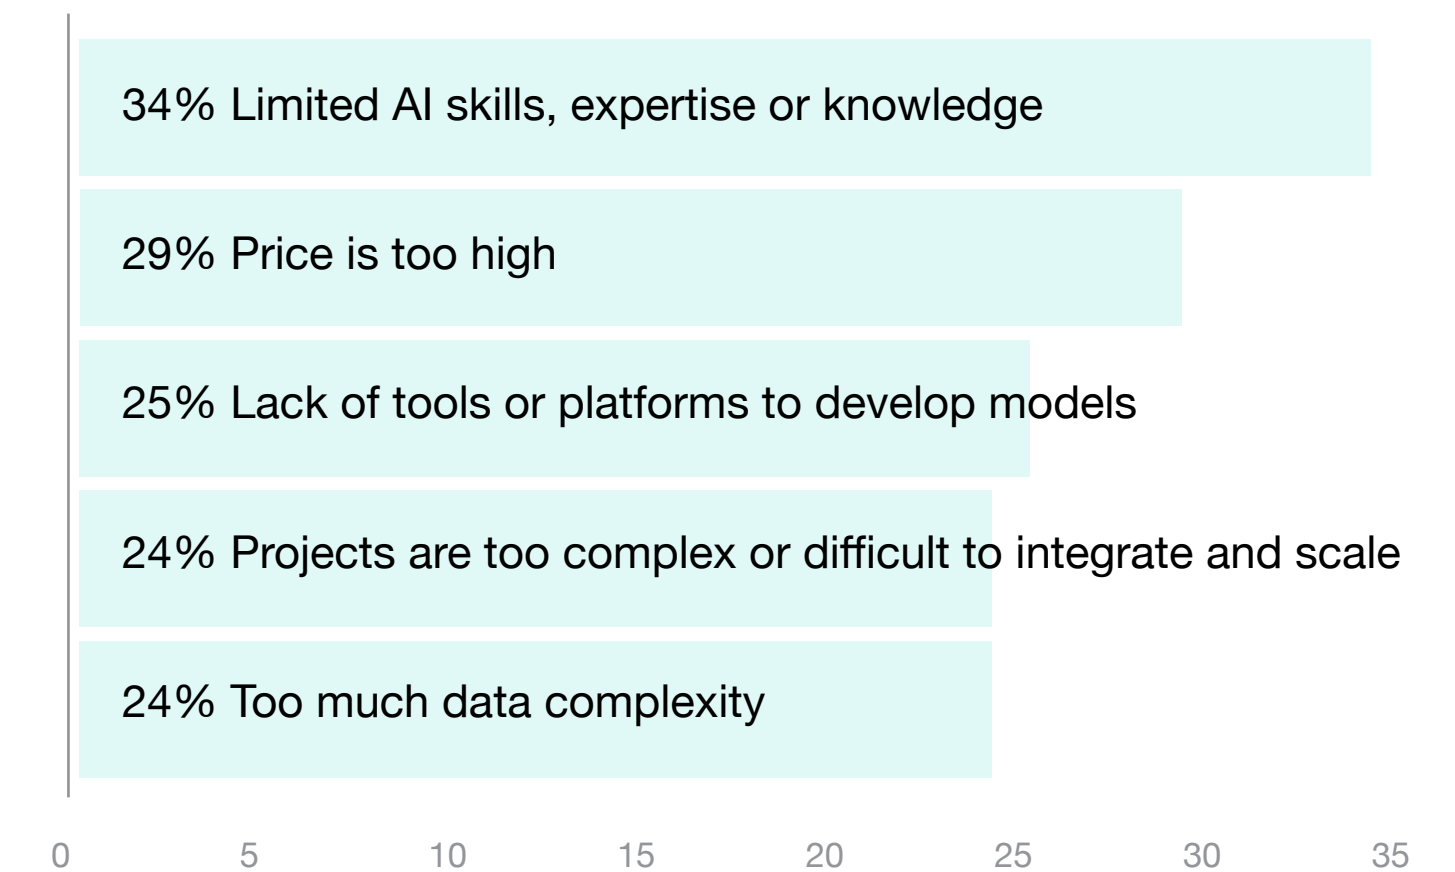 34% Limited AI skills, expertise or knowledge
29% Price is too high
25% Lack of tools or platforms to develop models
24% Projects are too complex or difficult to integrate and scale
24% Too much data complexity
0 5 10 15 20 25 30 35